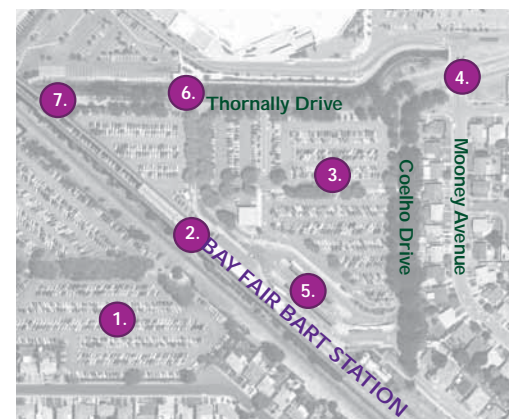 4.
6.
7.
Thornally Drive
3.
Coelho Drive
Mooney Avenue
2.
BAY FAIR BART STATION
5.
1.